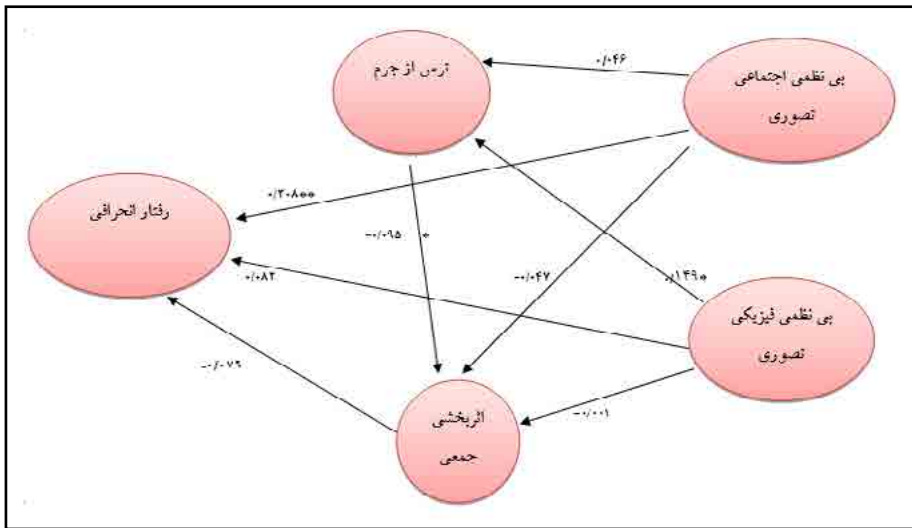 ترس از جرم
بی نظمی اجتماعی
تصوری
۰/۰۴۶
رفتار انحرافی
۰/۳۰۸**
-۰/۰۹۵ *
-۰/۰۴۷
۰/۱۴۹*
۰/۰۸۲
بی نظمی فیزیکی
تصوری
-۰/۰۷۹
-۰/۰۰۱
اثربخشی
جمعی